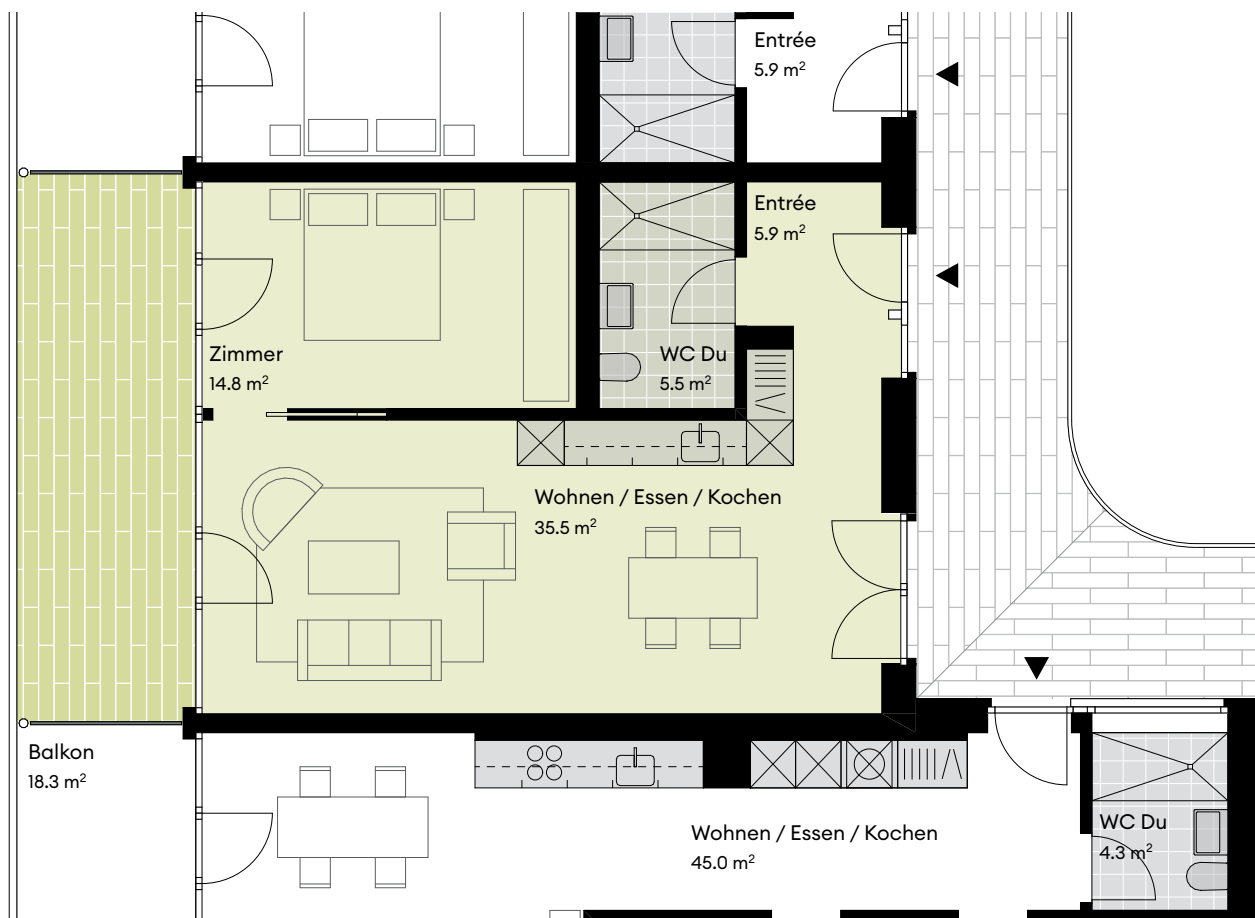 Entrée
5.9 m²
Entrée
5.9 m²
Zimmer
14.8 m²
WC Du
5.5 m²
Wohnen / Essen / Kochen
35.5 m²
Balkon
18.3 m²
Wohnen / Essen / Kochen
45.0 m²
WC Du
4.3 m²